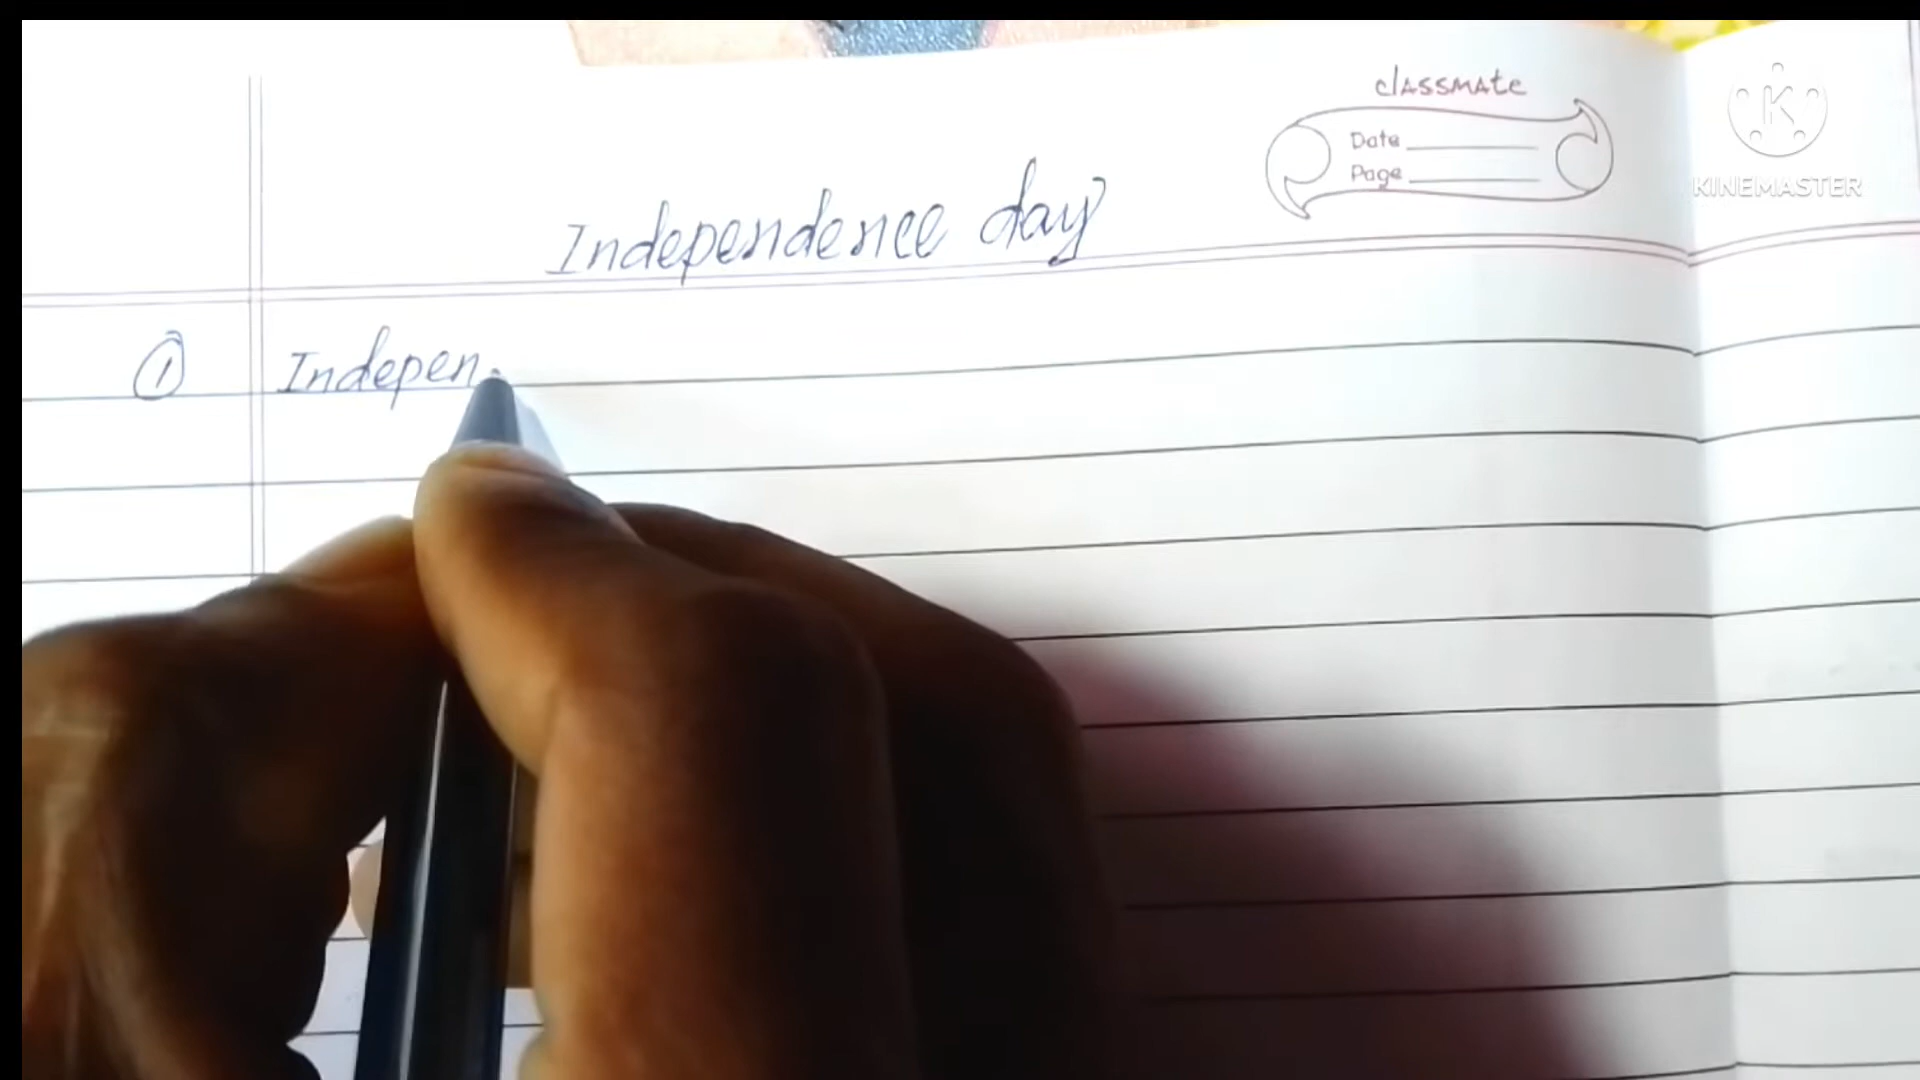 classmate
Date
Page
KINEMASTER
Independence day
1 Indepen